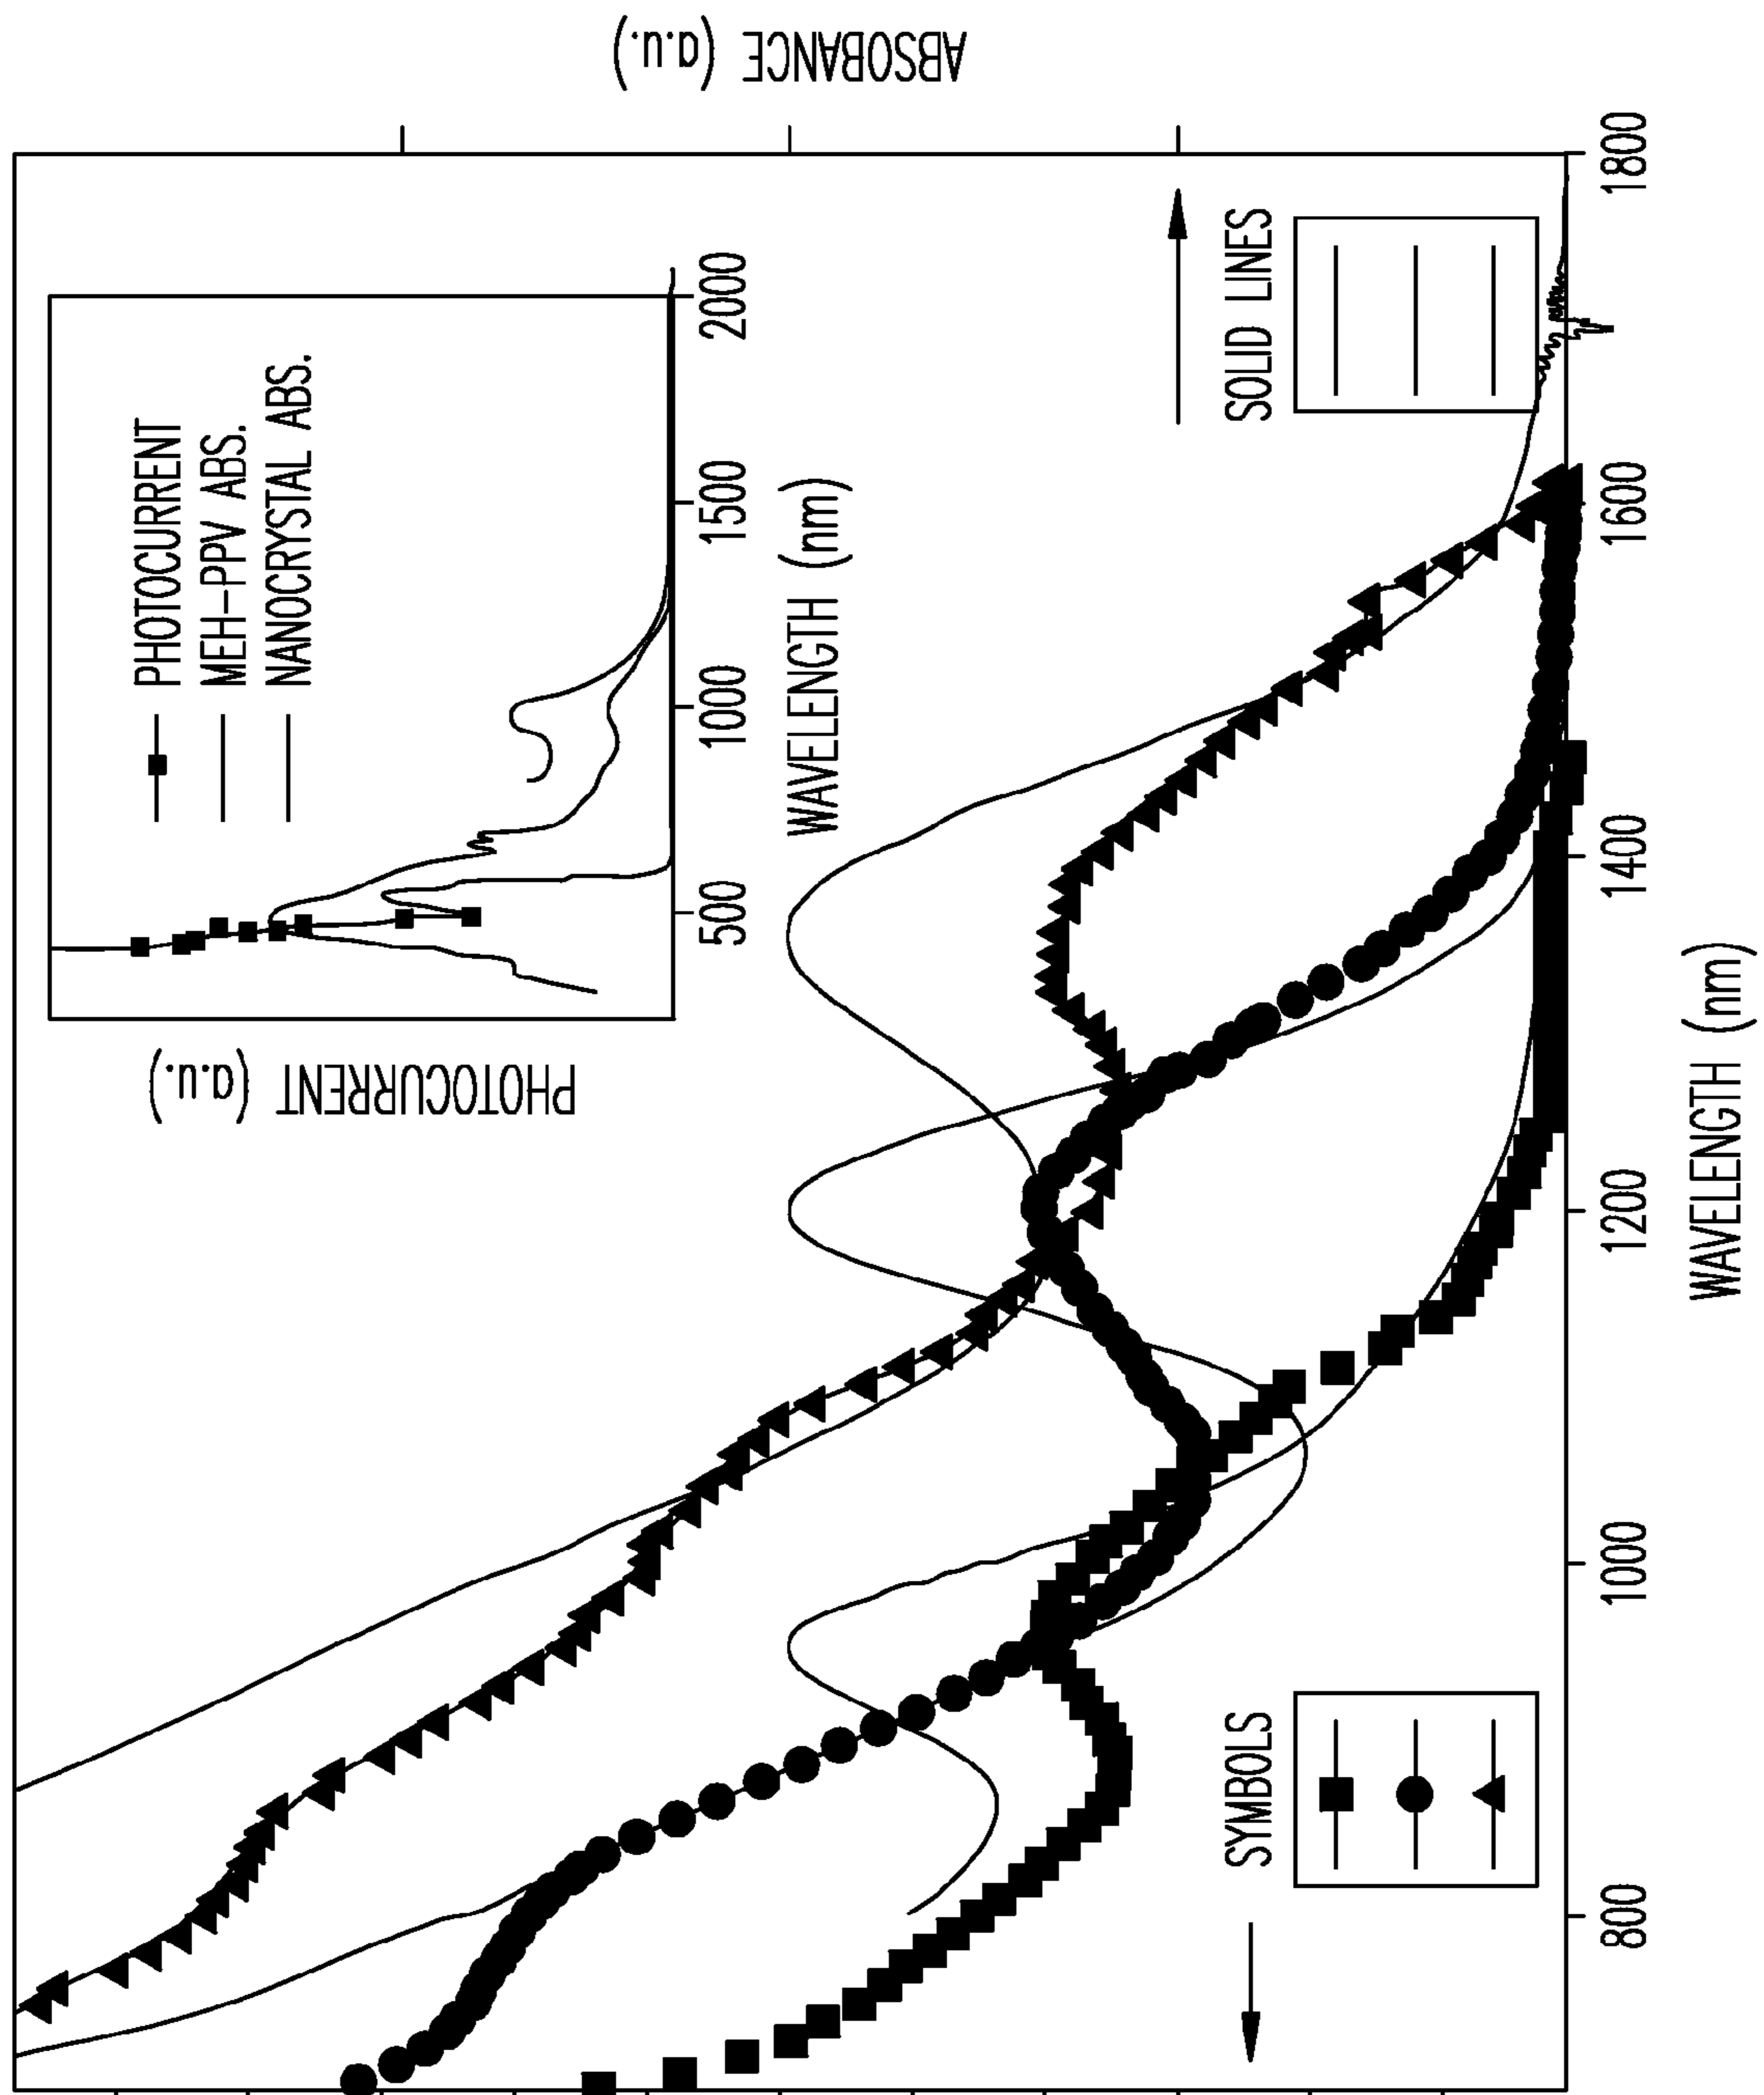 PHOTOCURRENT (a.u.)
PHOTOCURRENT
MEH-PPV ABS.
NANOCRYSTAL ABS.
500
1000
1500
2000
WAVELENGTH (nm)
ABSOBANCE (a.u.)
SYMBOLS
SOLID LINES
800
1000
1200
1400
1600
1800
WAVELENGTH (nm)